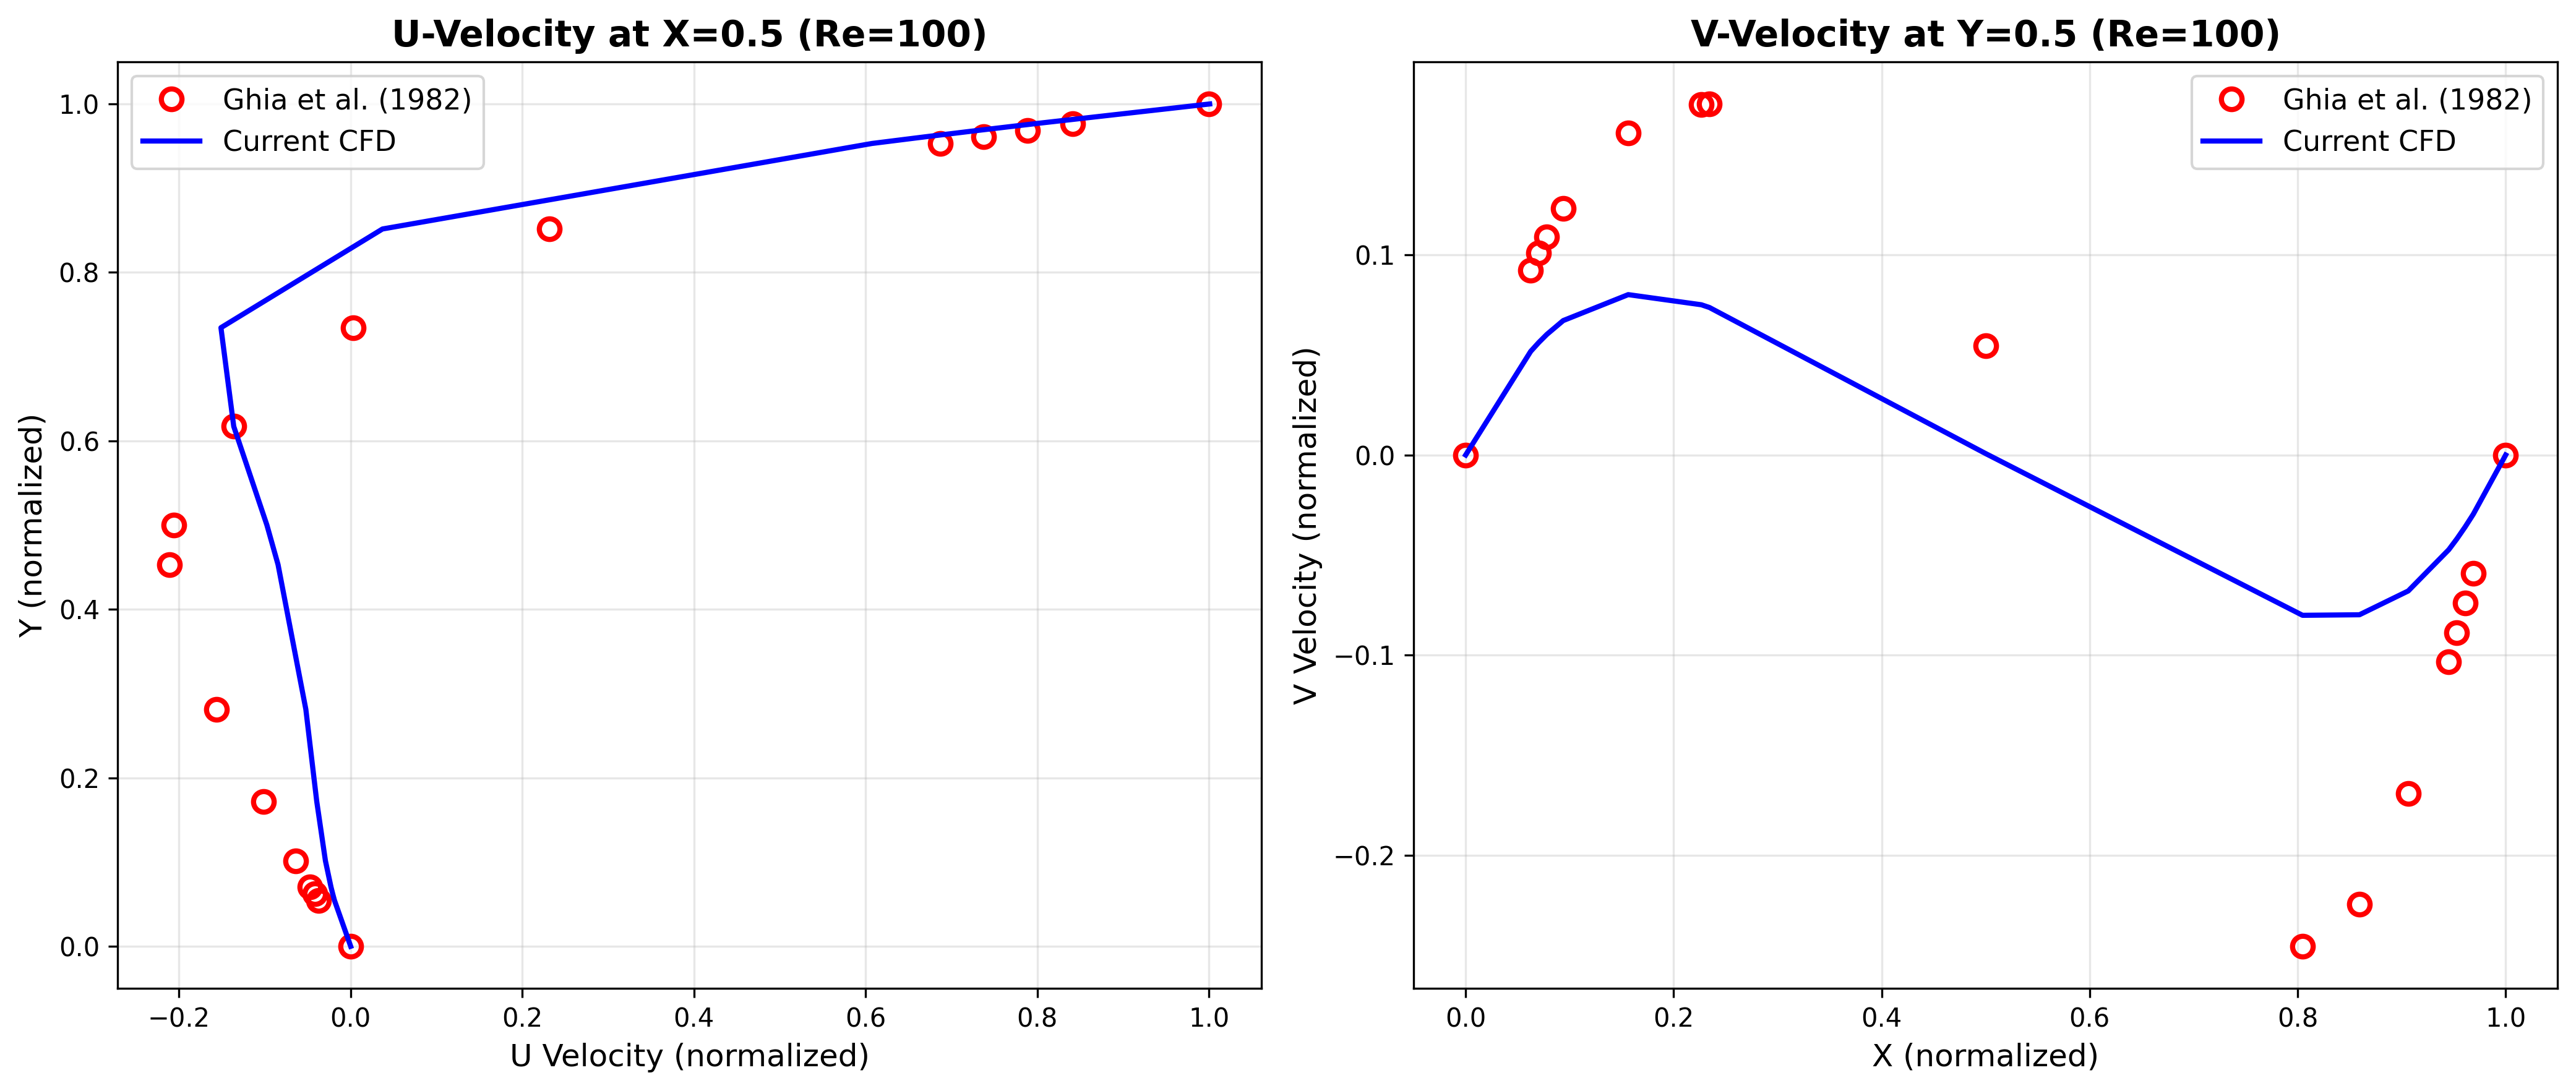 U-Velocity at X=0.5 (Re=100)
Ghia et al. (1982)
Current CFD
Y (normalized)
1.0
0.8
0.6
0.4
0.2
0.0
−0.2
0.0
0.2
0.4
0.6
0.8
1.0
U Velocity (normalized)
V-Velocity at Y=0.5 (Re=100)
Ghia et al. (1982)
Current CFD
V Velocity (normalized)
0.1
0.0
−0.1
−0.2
0.0
0.2
0.4
0.6
0.8
1.0
X (normalized)